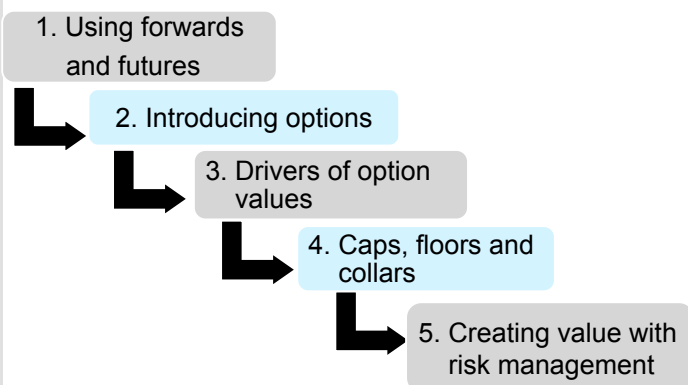 1. Using forwards
and futures
2. Introducing options
3. Drivers of option
values
4. Caps, floors and
collars
5. Creating value with
risk management